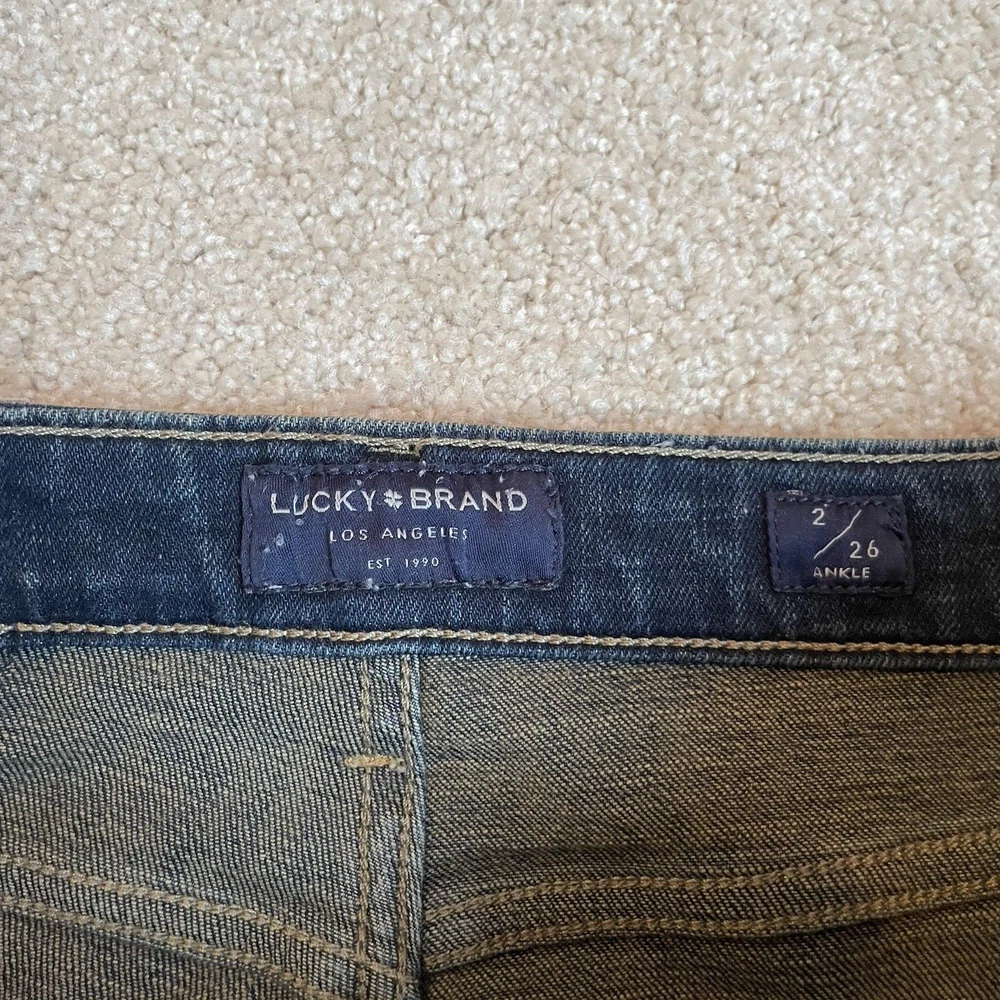 LUCKY BRAND
LOS ANGELES
EST 1990
2/26
ANKLE